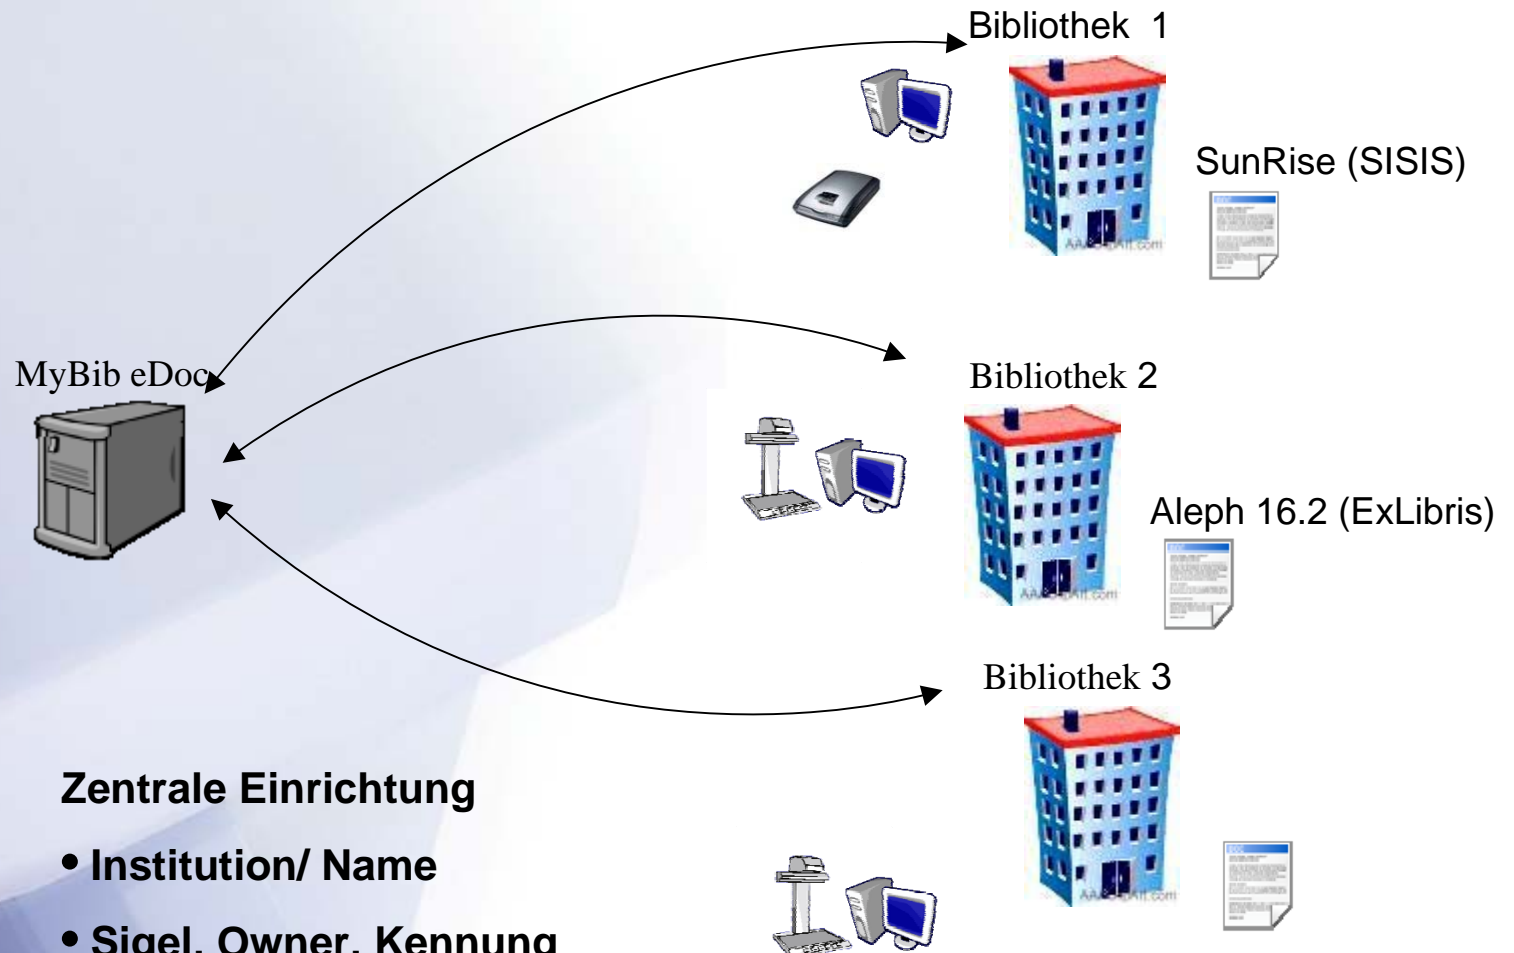 Bibliothek 1
SunRise (SISIS)
MyBib eDoc
Bibliothek 2
Aleph 16.2 (ExLibris)
Bibliothek 3
Zentrale Einrichtung
• Institution/ Name
• Sigel, Owner, Kennung